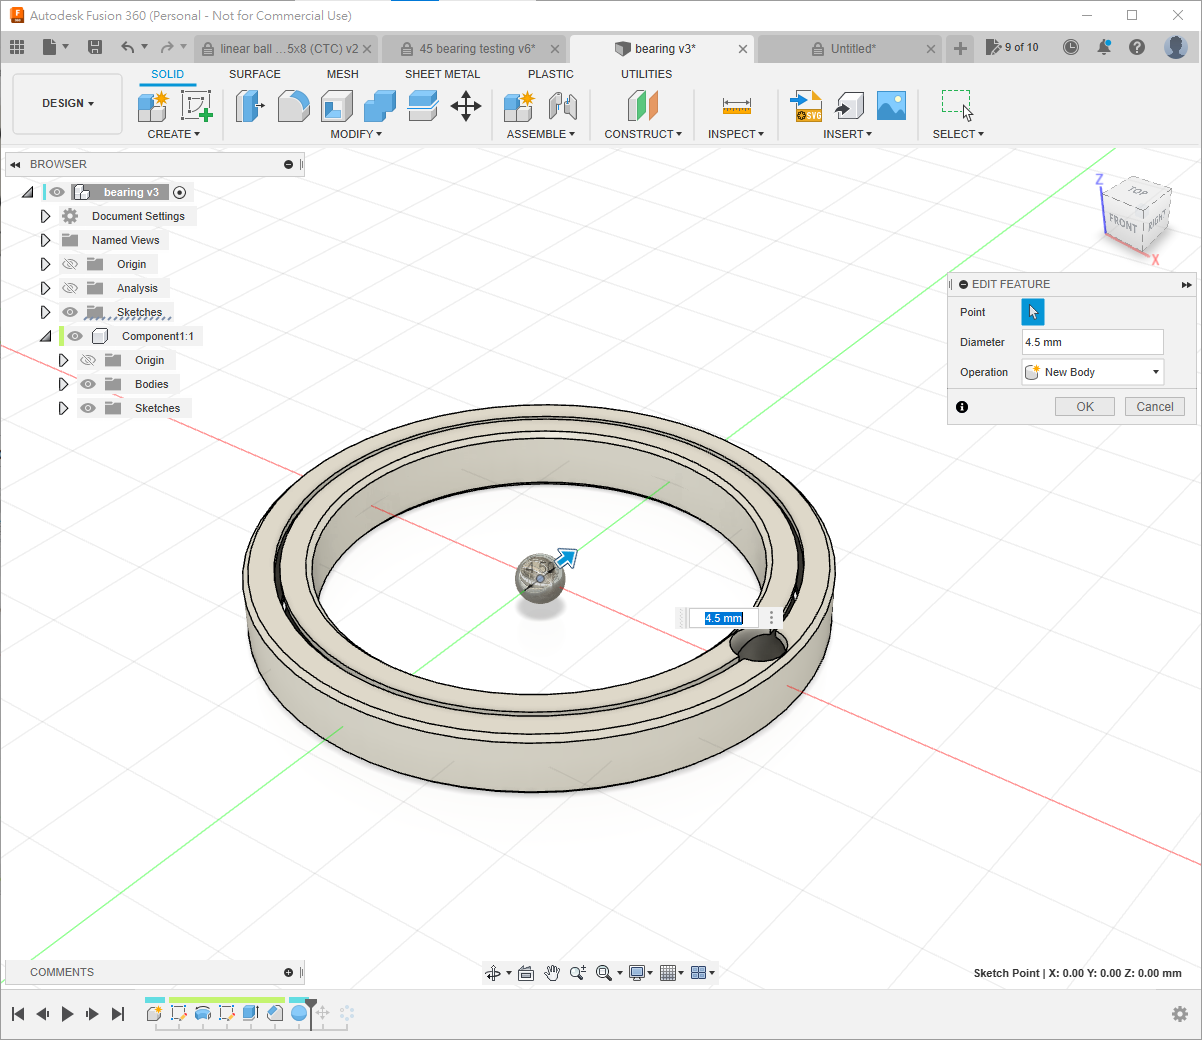 Autodesk Fusion 360 (Personal - Not for Commercial Use)
linear ball ...5x8 (CTC) v2
45 bearing testing v6*
bearing v3*
Untitled*
9 of 10
SOLID
SURFACE
MESH
SHEET METAL
PLASTIC
UTILITIES
DESIGN
CREATE
MODIFY
ASSEMBLE
CONSTRUCT
INSPECT
INSERT
SELECT
SVG
BROWSER
bearing v3
Document Settings
Named Views
Origin
Analysis
Sketches
Component1:1
Origin
Bodies
Sketches
Z
TOP
FRONT
RIGHT
X
EDIT FEATURE
Point
Diameter
4.5 mm
Operation
New Body
OK
Cancel
4.5 mm
COMMENTS
Sketch Point | X: 0.00 Y: 0.00 Z: 0.00 mm